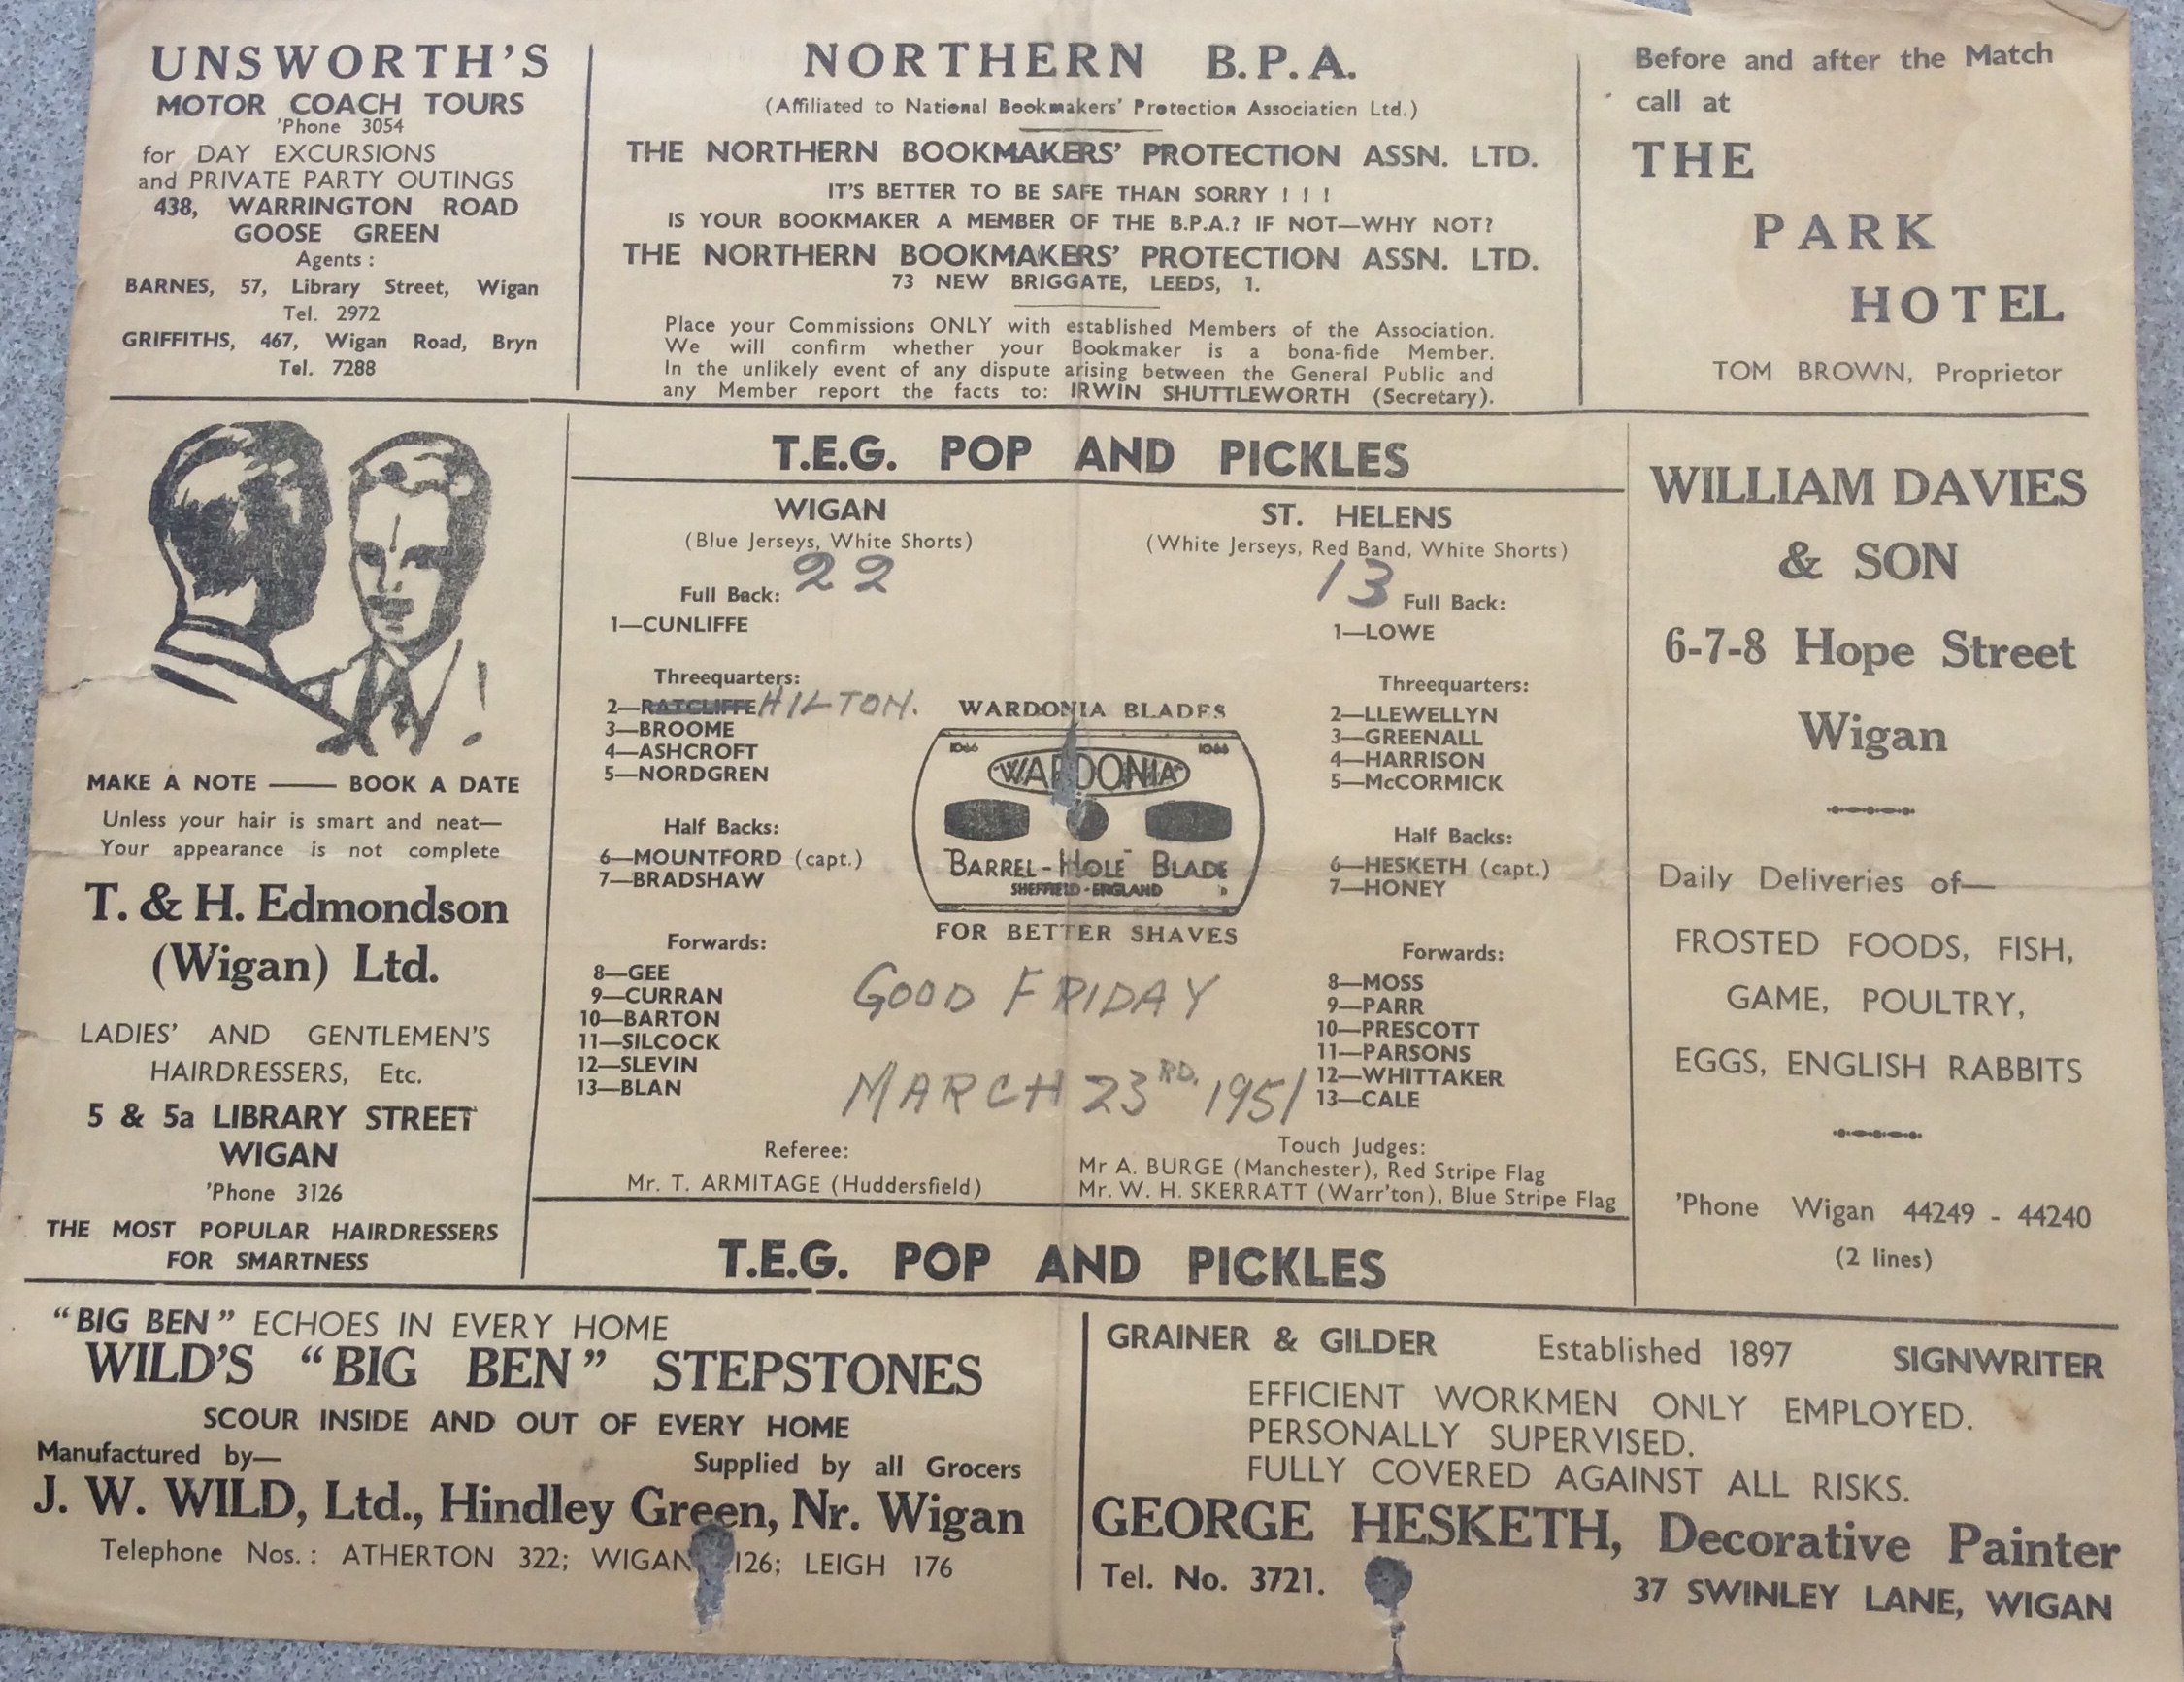 UNSWORTH'S
MOTOR COACH TOURS
'Phone 3054
for DAY EXCURSIONS
and PRIVATE PARTY OUTINGS
438, WARRINGTON ROAD
GOOSE GREEN
Agents :
BARNES, 57, Library Street, Wigan
Tel. 2972
GRIFFITHS, 467, Wigan Road, Bryn
Tel. 7288
NORTHERN B.P.A.
(Affiliated to National Bookmakers' Protection Association Ltd.)
THE NORTHERN BOOKMAKERS' PROTECTION ASSN. LTD.
IT'S BETTER TO BE SAFE THAN SORRY ! ! !
IS YOUR BOOKMAKER A MEMBER OF THE B.P.A.? IF NOT—WHY NOT?
THE NORTHERN BOOKMAKERS' PROTECTION ASSN. LTD.
73 NEW BRIGGATE, LEEDS, 1.
Place your Commissions ONLY with established Members of the Association.
We will confirm whether your Bookmaker is a bona-fide Member.
In the unlikely event of any dispute arising between the General Public and
any Member report the facts to: IRWIN SHUTTLEWORTH (Secretary).
Before and after the Match
call at
THE
PARK
HOTEL
TOM BROWN, Proprietor
MAKE A NOTE —— BOOK A DATE
Unless your hair is smart and neat—
Your appearance is not complete
T. & H. Edmondson
(Wigan) Ltd.
LADIES' AND GENTLEMEN'S
HAIRDRESSERS, Etc.
5 & 5a LIBRARY STREET
WIGAN
'Phone 3126
THE MOST POPULAR HAIRDRESSERS
FOR SMARTNESS
T.E.G. POP AND PICKLES
WIGAN
(Blue Jerseys, White Shorts)
22
Full Back:
1—CUNLIFFE
Threequarters:
2—RATCLIFFE HILTON.
3—BROOME
4—ASHCROFT
5—NORDGREN
Half Backs:
6—MOUNTFORD (capt.)
7—BRADSHAW
Forwards:
8—GEE
9—CURRAN
10—BARTON
11—SILCOCK
12—SLEVIN
13—BLAN
WARDONIA BLADES
1066 1066
WARDONIA
"BARREL-HOLE" BLADE
SHEFFIELD - ENGLAND
FOR BETTER SHAVES
GOOD FRIDAY
MARCH 23RD. 1951
ST. HELENS
(White Jerseys, Red Band, White Shorts)
13
Full Back:
1—LOWE
Threequarters:
2—LLEWELLYN
3—GREENALL
4—HARRISON
5—McCORMICK
Half Backs:
6—HESKETH (capt.)
7—HONEY
Forwards:
8—MOSS
9—PARR
10—PRESCOTT
11—PARSONS
12—WHITTAKER
13—CALE
Referee:
Mr. T. ARMITAGE (Huddersfield)
Touch Judges:
Mr A. BURGE (Manchester), Red Stripe Flag
Mr. W. H. SKERRATT (Warr'ton), Blue Stripe Flag
T.E.G. POP AND PICKLES
WILLIAM DAVIES
& SON
6-7-8 Hope Street
Wigan
Daily Deliveries of—
FROSTED FOODS, FISH,
GAME, POULTRY,
EGGS, ENGLISH RABBITS
'Phone Wigan 44249 - 44240
(2 lines)
"BIG BEN" ECHOES IN EVERY HOME
WILD'S "BIG BEN" STEPSTONES
SCOUR INSIDE AND OUT OF EVERY HOME
Manufactured by— Supplied by all Grocers
J. W. WILD, Ltd., Hindley Green, Nr. Wigan
Telephone Nos. : ATHERTON 322; WIGAN 126; LEIGH 176
GRAINER & GILDER Established 1897 SIGNWRITER
EFFICIENT WORKMEN ONLY EMPLOYED.
PERSONALLY SUPERVISED.
FULLY COVERED AGAINST ALL RISKS.
GEORGE HESKETH, Decorative Painter
Tel. No. 3721. 37 SWINLEY LANE, WIGAN